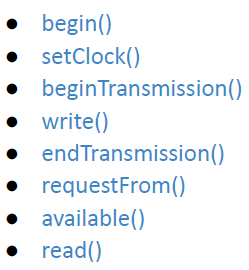 ● begin()
● setClock()
● beginTransmission()
● write()
● endTransmission()
● requestFrom()
● available()
● read()